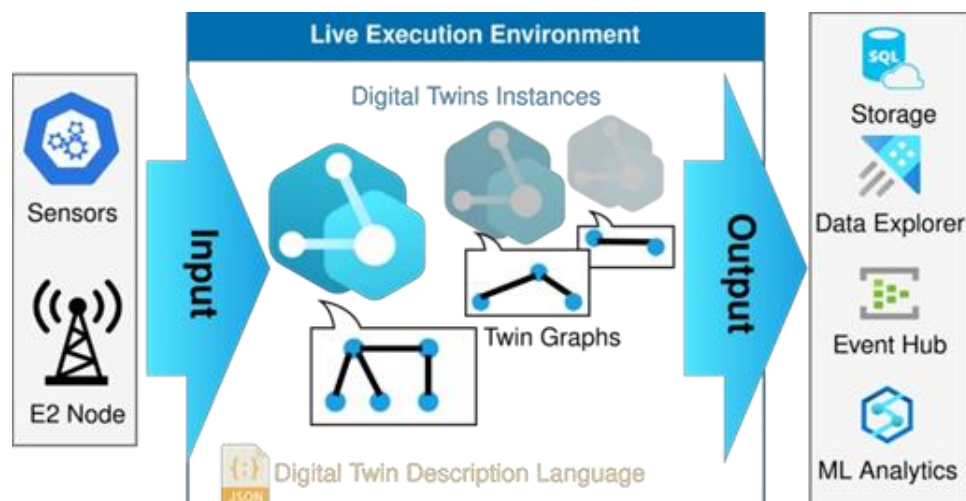 Live Execution Environment
Digital Twins Instances
Sensors
E2 Node
Input
Twin Graphs
Output
{:}
JSON
Digital Twin Description Language
SQL
Storage
Data Explorer
Event Hub
ML Analytics